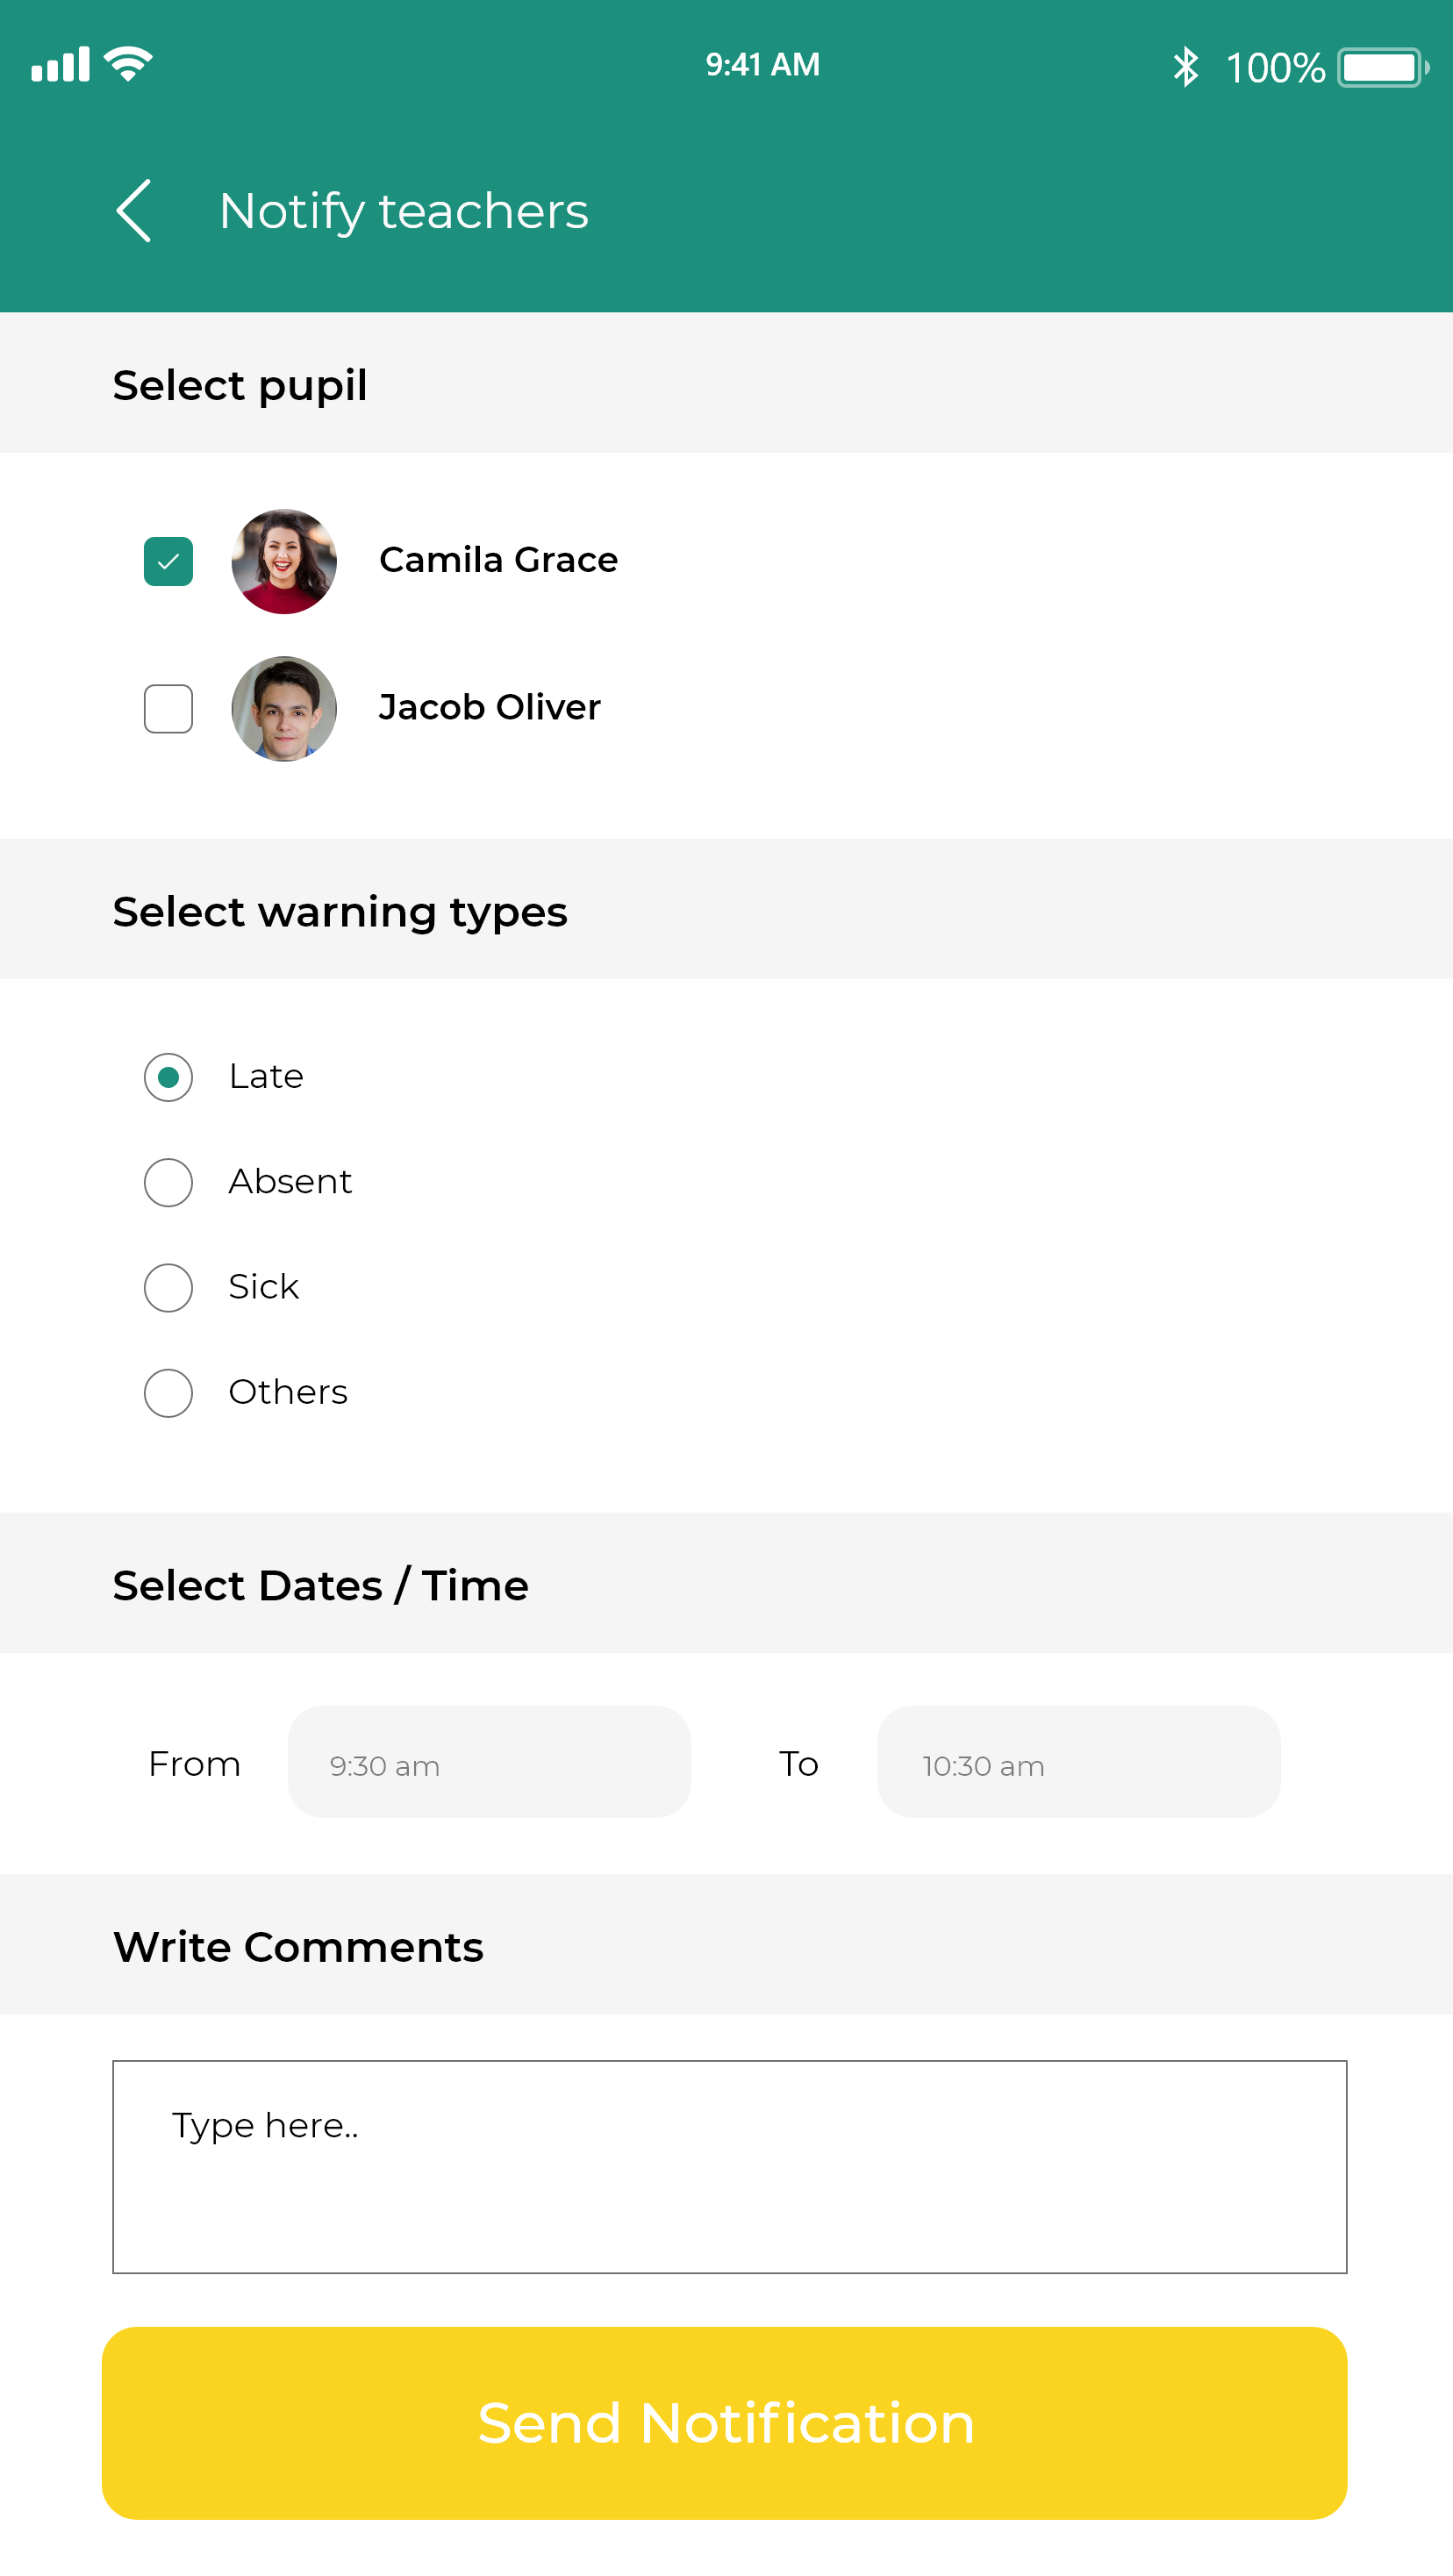 9:41 AM
100%
Notify teachers
Select pupil
Camila Grace
Jacob Oliver
Select warning types
Late
Absent
Sick
Others
Select Dates / Time
From 9:30 am To 10:30 am
Write Comments
Type here..
Send Notification